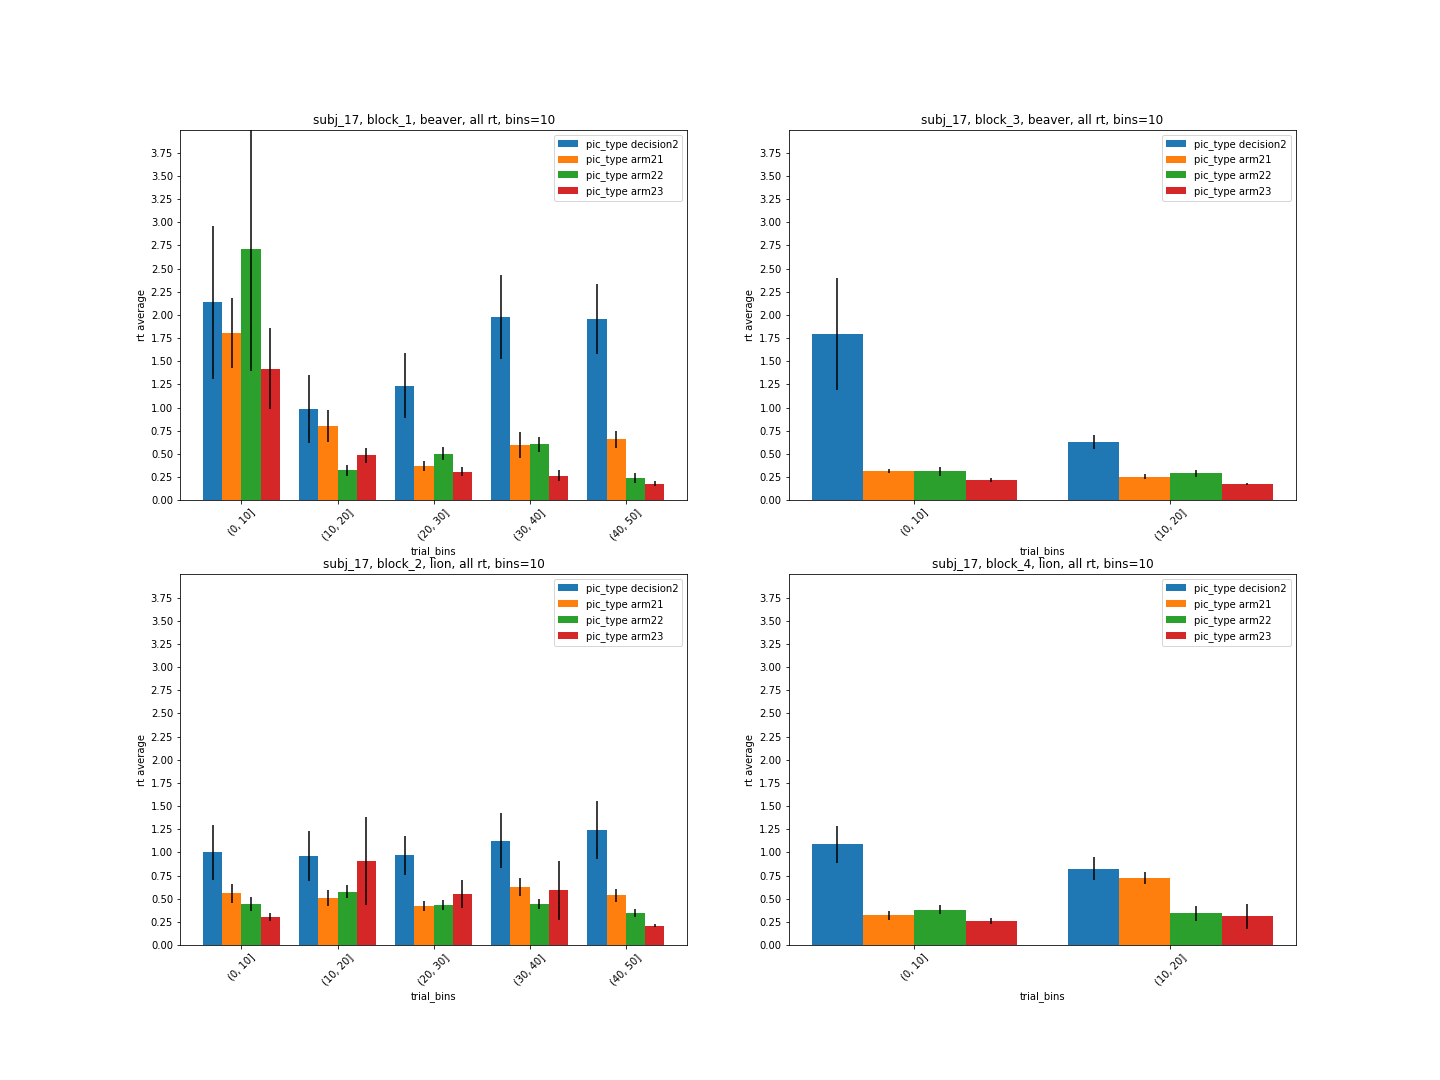 subj_17, block_1, beaver, all rt, bins=10
pic_type decision2
pic_type arm21
pic_type arm22
pic_type arm23
3.75
3.50
3.25
3.00
2.75
2.50
2.25
2.00
1.75
1.50
1.25
1.00
0.75
0.50
0.25
0.00
rt average
(0, 10]
(10, 20]
(20, 30]
(30, 40]
(40, 50]
trial_bins
subj_17, block_3, beaver, all rt, bins=10
pic_type decision2
pic_type arm21
pic_type arm22
pic_type arm23
3.75
3.50
3.25
3.00
2.75
2.50
2.25
2.00
1.75
1.50
1.25
1.00
0.75
0.50
0.25
0.00
rt average
(0, 10]
(10, 20]
trial_bins
subj_17, block_2, lion, all rt, bins=10
pic_type decision2
pic_type arm21
pic_type arm22
pic_type arm23
3.75
3.50
3.25
3.00
2.75
2.50
2.25
2.00
1.75
1.50
1.25
1.00
0.75
0.50
0.25
0.00
rt average
(0, 10]
(10, 20]
(20, 30]
(30, 40]
(40, 50]
trial_bins
subj_17, block_4, lion, all rt, bins=10
pic_type decision2
pic_type arm21
pic_type arm22
pic_type arm23
3.75
3.50
3.25
3.00
2.75
2.50
2.25
2.00
1.75
1.50
1.25
1.00
0.75
0.50
0.25
0.00
rt average
(0, 10]
(10, 20]
trial_bins